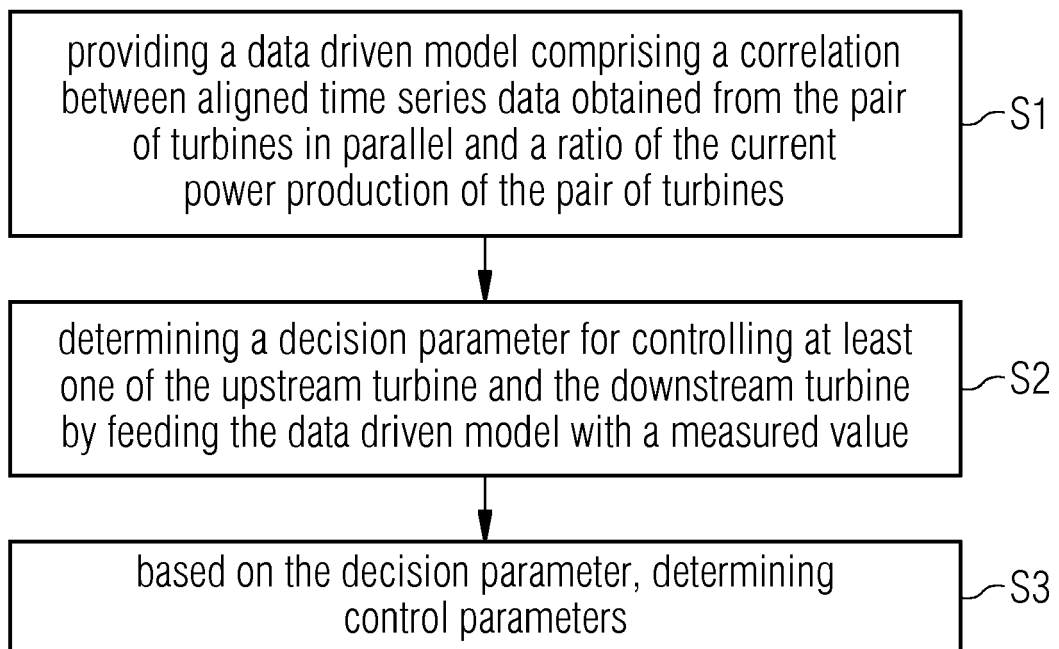 providing a data driven model comprising a correlation
between aligned time series data obtained from the pair
of turbines in parallel and a ratio of the current
power production of the pair of turbines
S1
determining a decision parameter for controlling at least
one of the upstream turbine and the downstream turbine
by feeding the data driven model with a measured value
S2
based on the decision parameter, determining
control parameters
S3